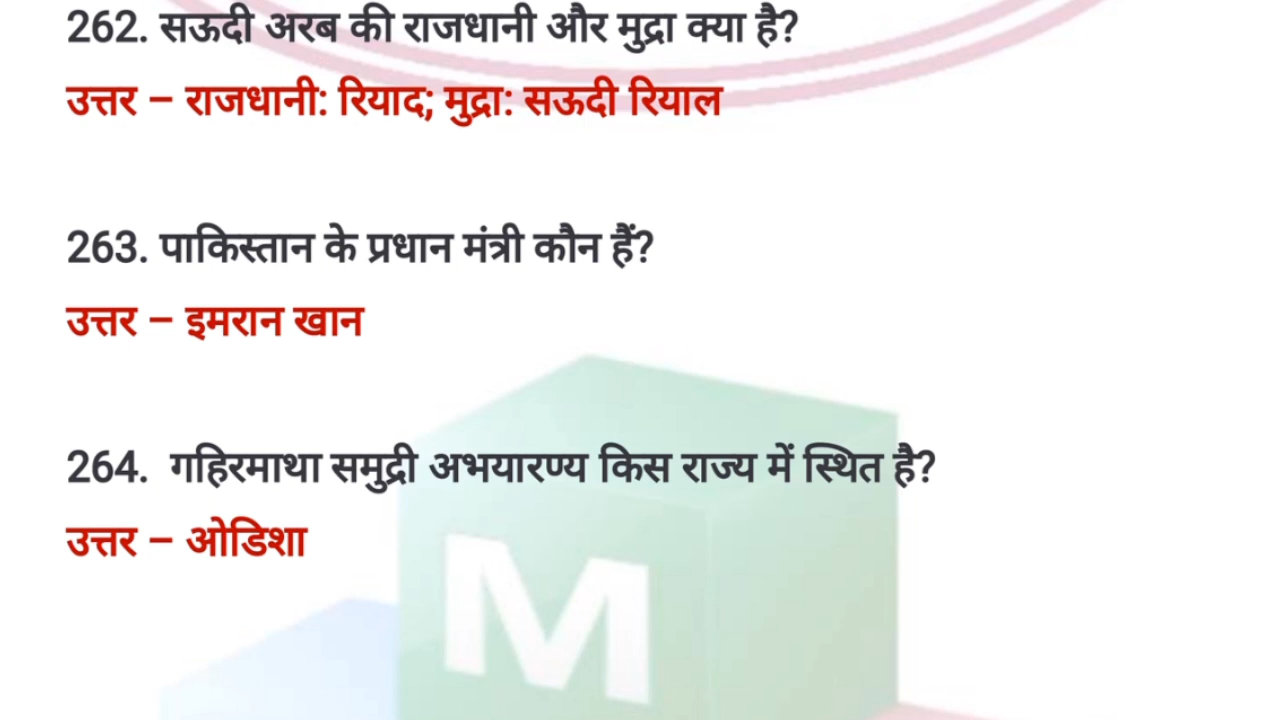 262. सऊदी अरब की राजधानी और मुद्रा क्या है?
उत्तर – राजधानी: रियाद; मुद्रा: सऊदी रियाल
263. पाकिस्तान के प्रधान मंत्री कौन हैं?
उत्तर – इमरान खान
264. गहिरमाथा समुद्री अभयारण्य किस राज्य में स्थित है?
उत्तर – ओडिशा
M